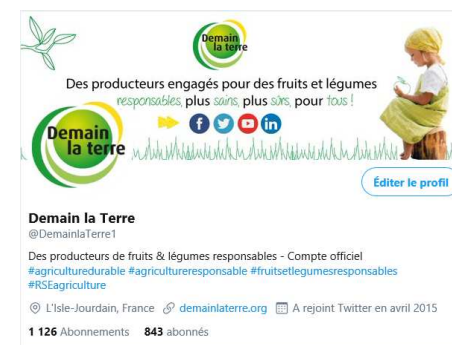 Demain
la terre
Des producteurs engagés pour des fruits et légumes
responsables, plus sains, plus sûrs, pour tous !
Demain
la terre
Éditer le profil
Demain la Terre
@DemainlaTerre1
Des producteurs de fruits & légumes responsables - Compte officiel
#agriculturedurable #agricultureresponsable #fruitsetlegumesresponsables
#RSEagriculture
L'Isle-Jourdain, France demainlaterre.org A rejoint Twitter en avril 2015
1 126 Abonnements 843 abonnés